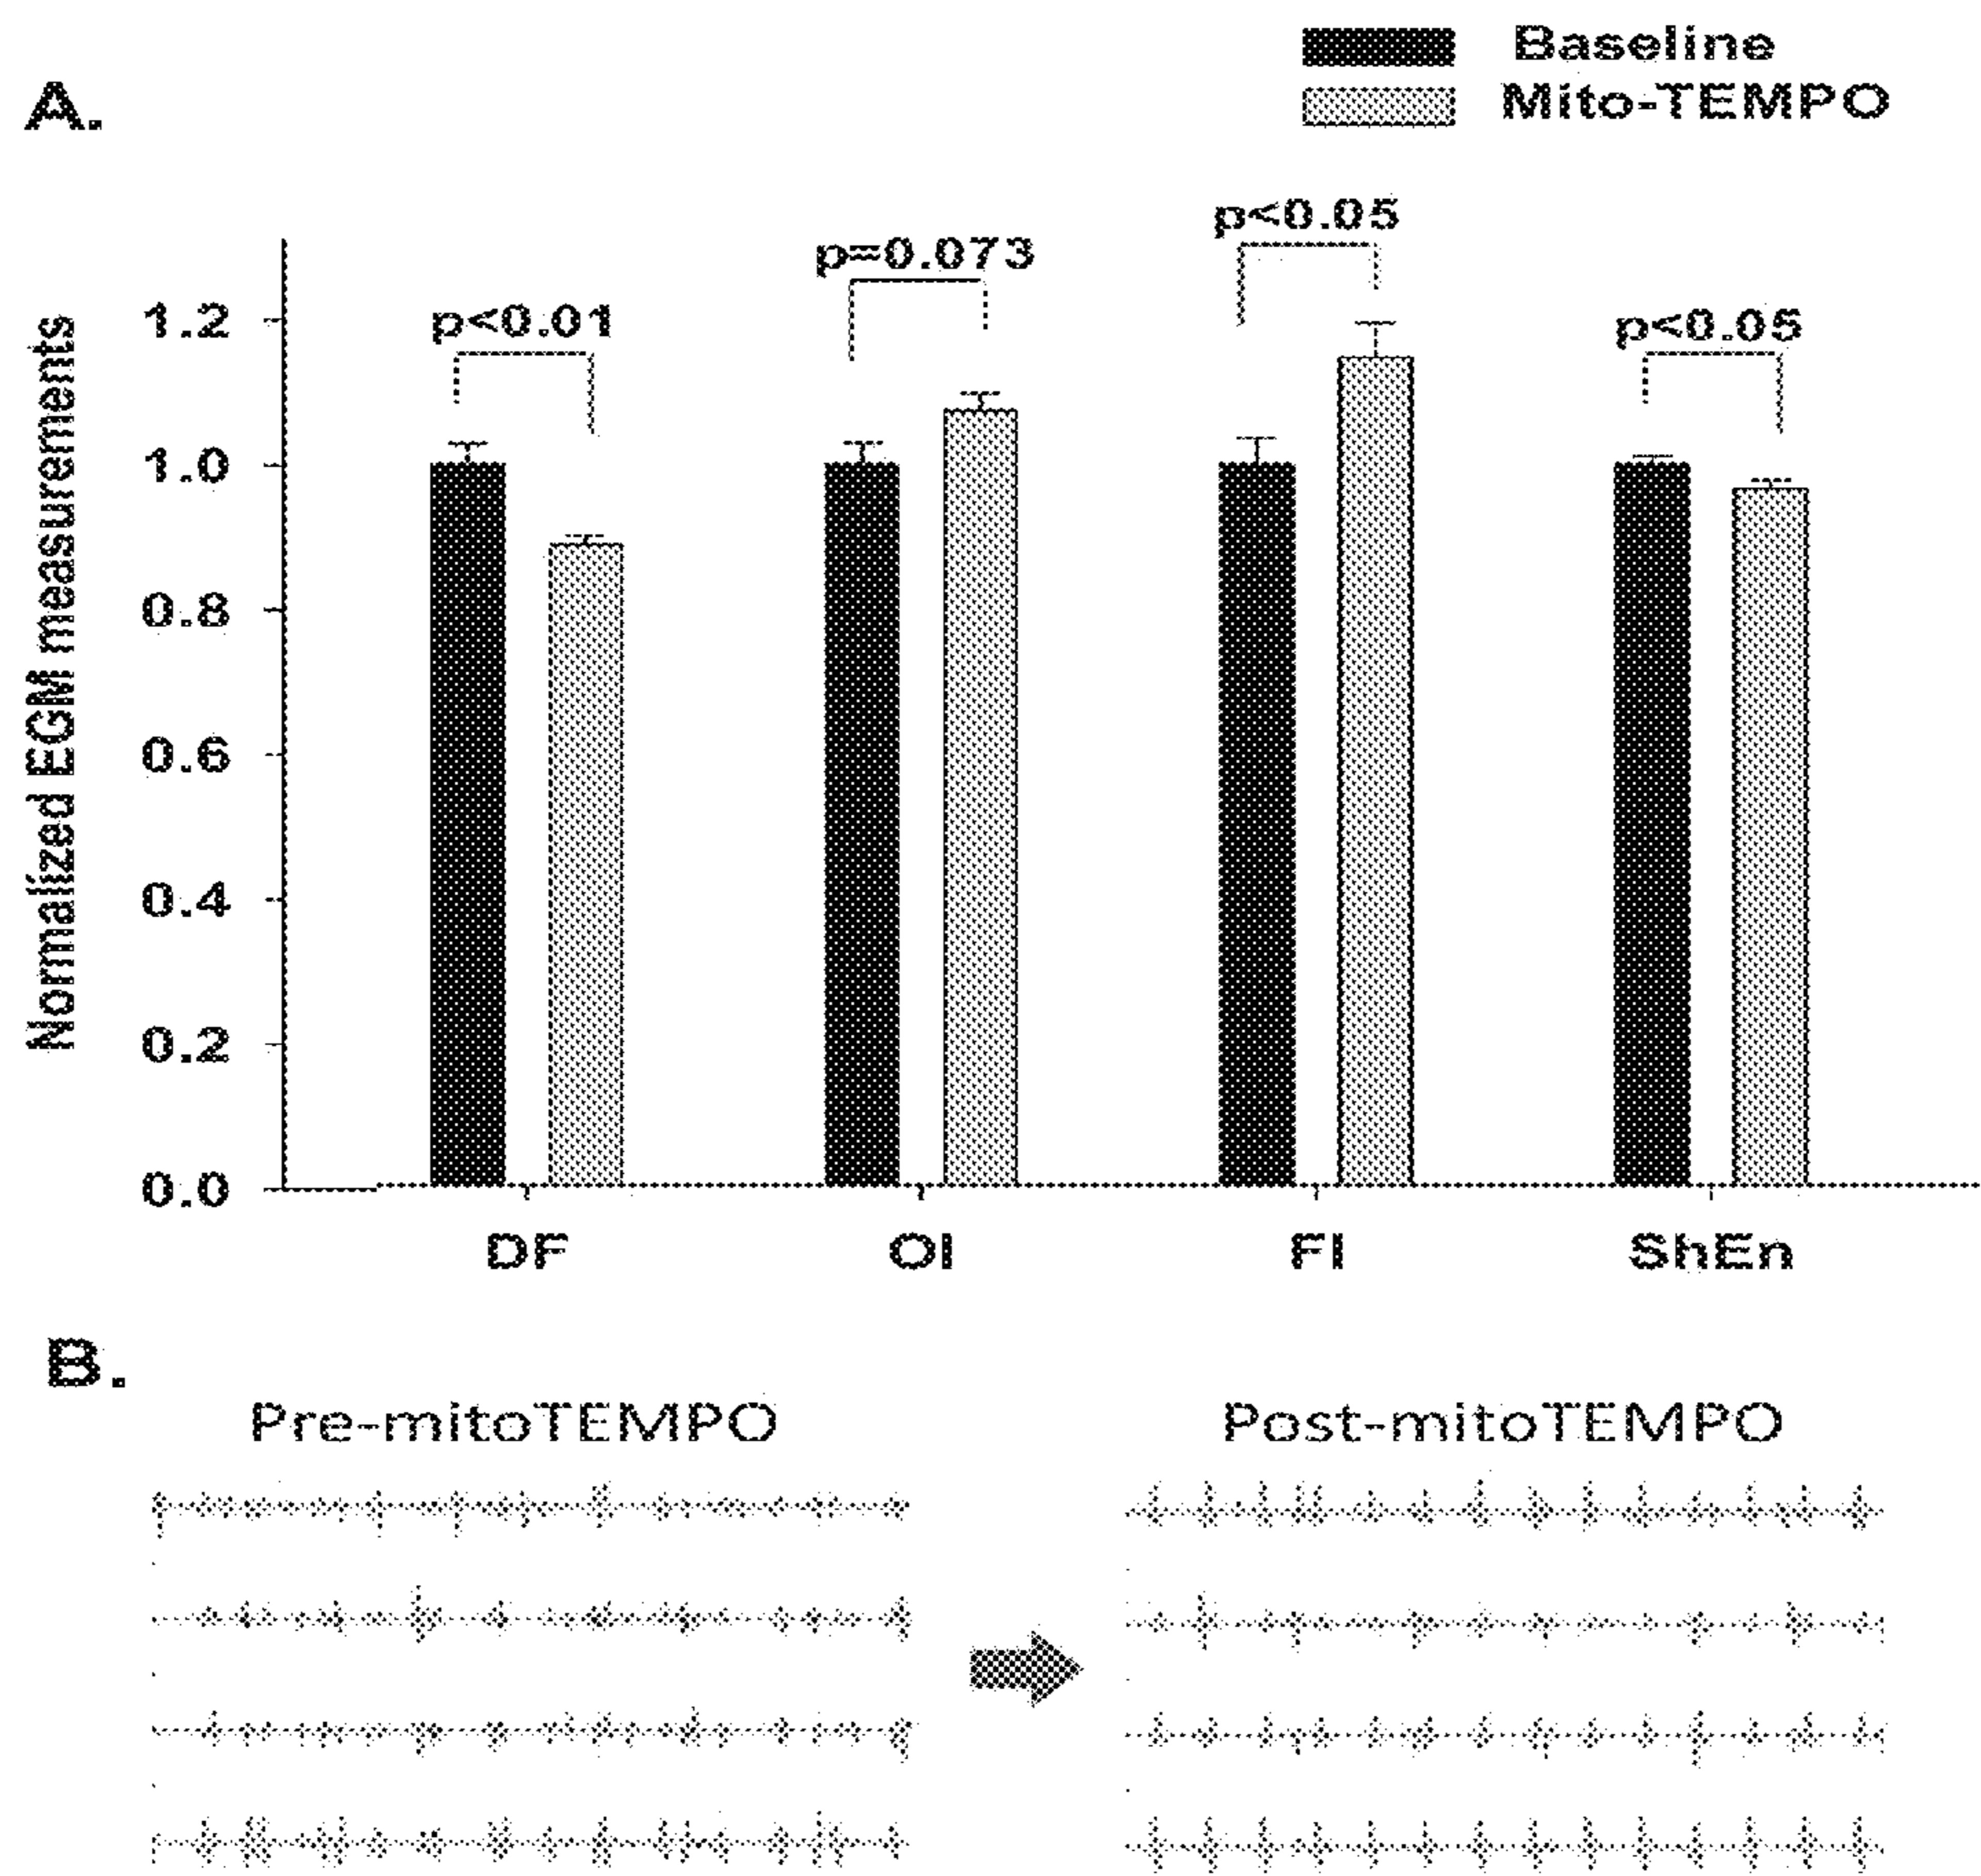 Baseline
Mito-TEMPO
A.
p<0.01
p=0.073
p<0.05
p<0.05
Normalized EGM measurements
1.2
1.0
0.8
0.6
0.4
0.2
0.0
DF
OI
FI
ShEn
B.
Pre-mitoTEMPO
Post-mitoTEMPO